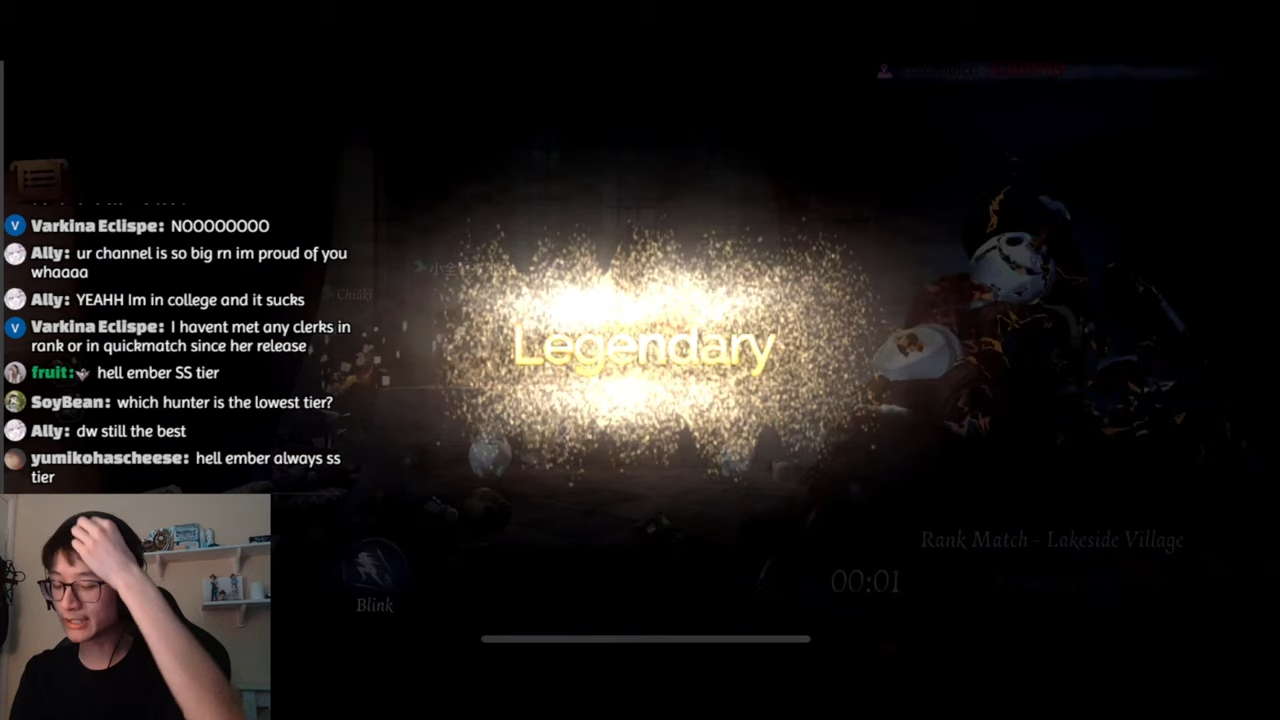 Varkina Eclispe: NOOOOOOOO
Ally: ur channel is so big rn im proud of you
whaaaa
Ally: YEAHH Im in college and it sucks
Varkina Eclispe: I havent met any clerks in
rank or in quickmatch since her release
fruit: hell ember SS tier
SoyBean: which hunter is the lowest tier?
Ally: dw still the best
yumikohascheese: hell ember always ss
tier
Chiaki
Legendary
Rank Match - Lakeside Village
00:01
Blink